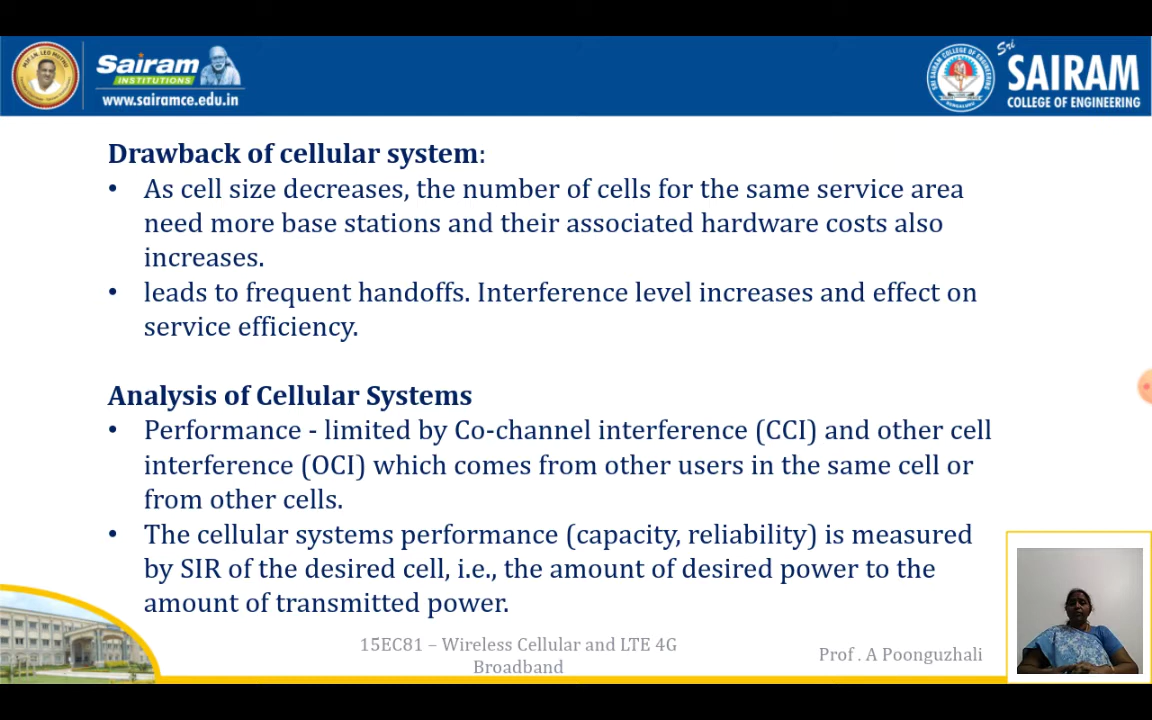 Sairam
INSTITUTIONS
www.sairamce.edu.in
Sri
SAIRAM
COLLEGE OF ENGINEERING
Drawback of cellular system:
• As cell size decreases, the number of cells for the same service area
need more base stations and their associated hardware costs also
increases.
• leads to frequent handoffs. Interference level increases and effect on
service efficiency.
Analysis of Cellular Systems
• Performance - limited by Co-channel interference (CCI) and other cell
interference (OCI) which comes from other users in the same cell or
from other cells.
• The cellular systems performance (capacity, reliability) is measured
by SIR of the desired cell, i.e., the amount of desired power to the
amount of transmitted power.
15EC81 – Wireless Cellular and LTE 4G
Broadband
Prof . A Poonguzhali